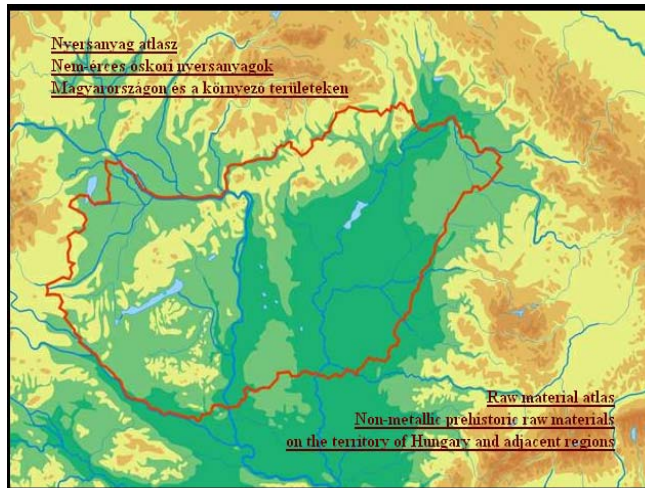 Nyersanyag atlasz
Nem-érces őskori nyersanyagok
Magyarországon és a környező területeken
Raw material atlas
Non-metallic prehistoric raw materials
on the territory of Hungary and adjacent regions